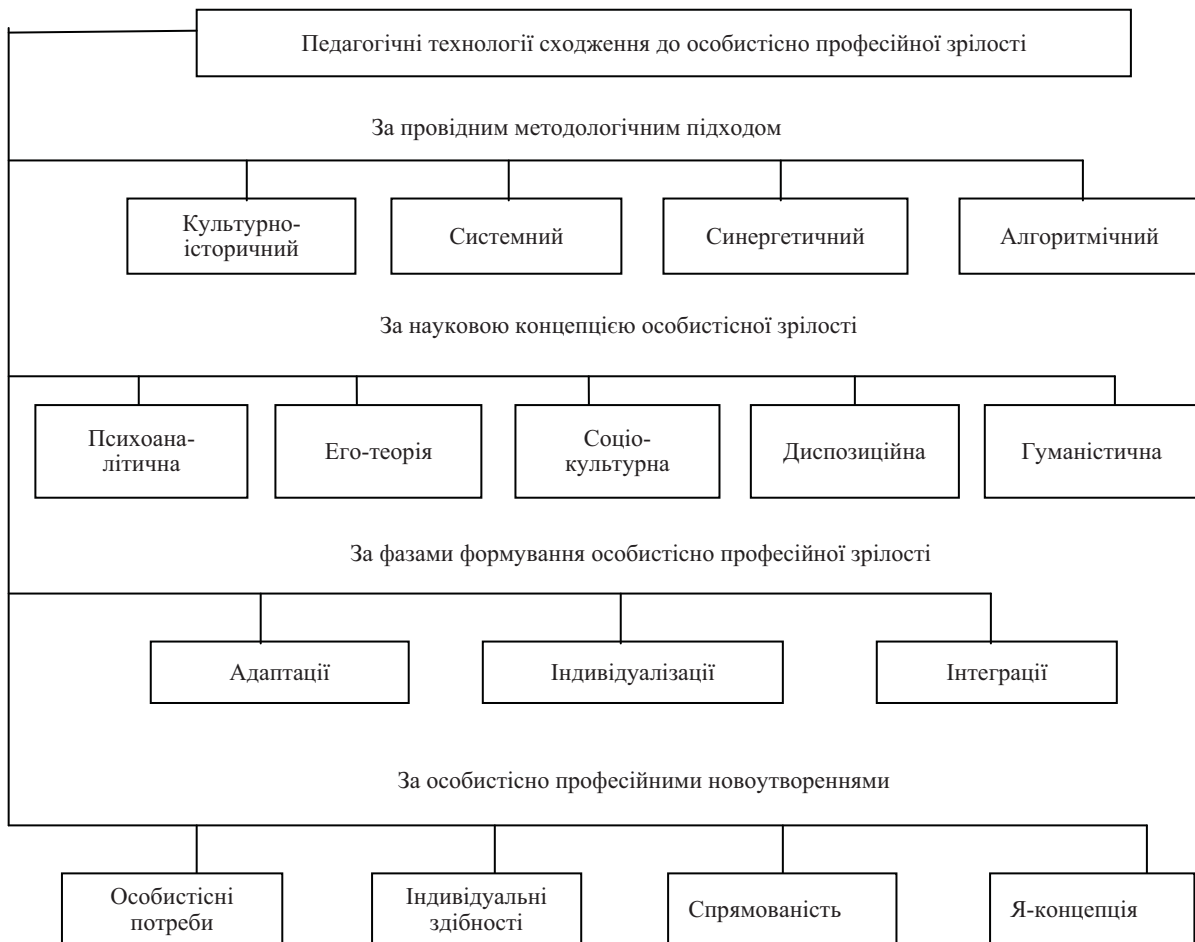 Педагогічні технології сходження до особистісно професійної зрілості
За провідним методологічним підходом
Культурно-
історичний
Системний
Синергетичний
Алгоритмічний
За науковою концепцією особистісної зрілості
Психоана-
літична
Его-теорія
Соціо-
культурна
Диспозиційна
Гуманістична
За фазами формування особистісно професійної зрілості
Адаптації
Індивідуалізації
Інтеграції
За особистісно професійними новоутвореннями
Особистісні
потреби
Індивідуальні
здібності
Спрямованість
Я-концепція